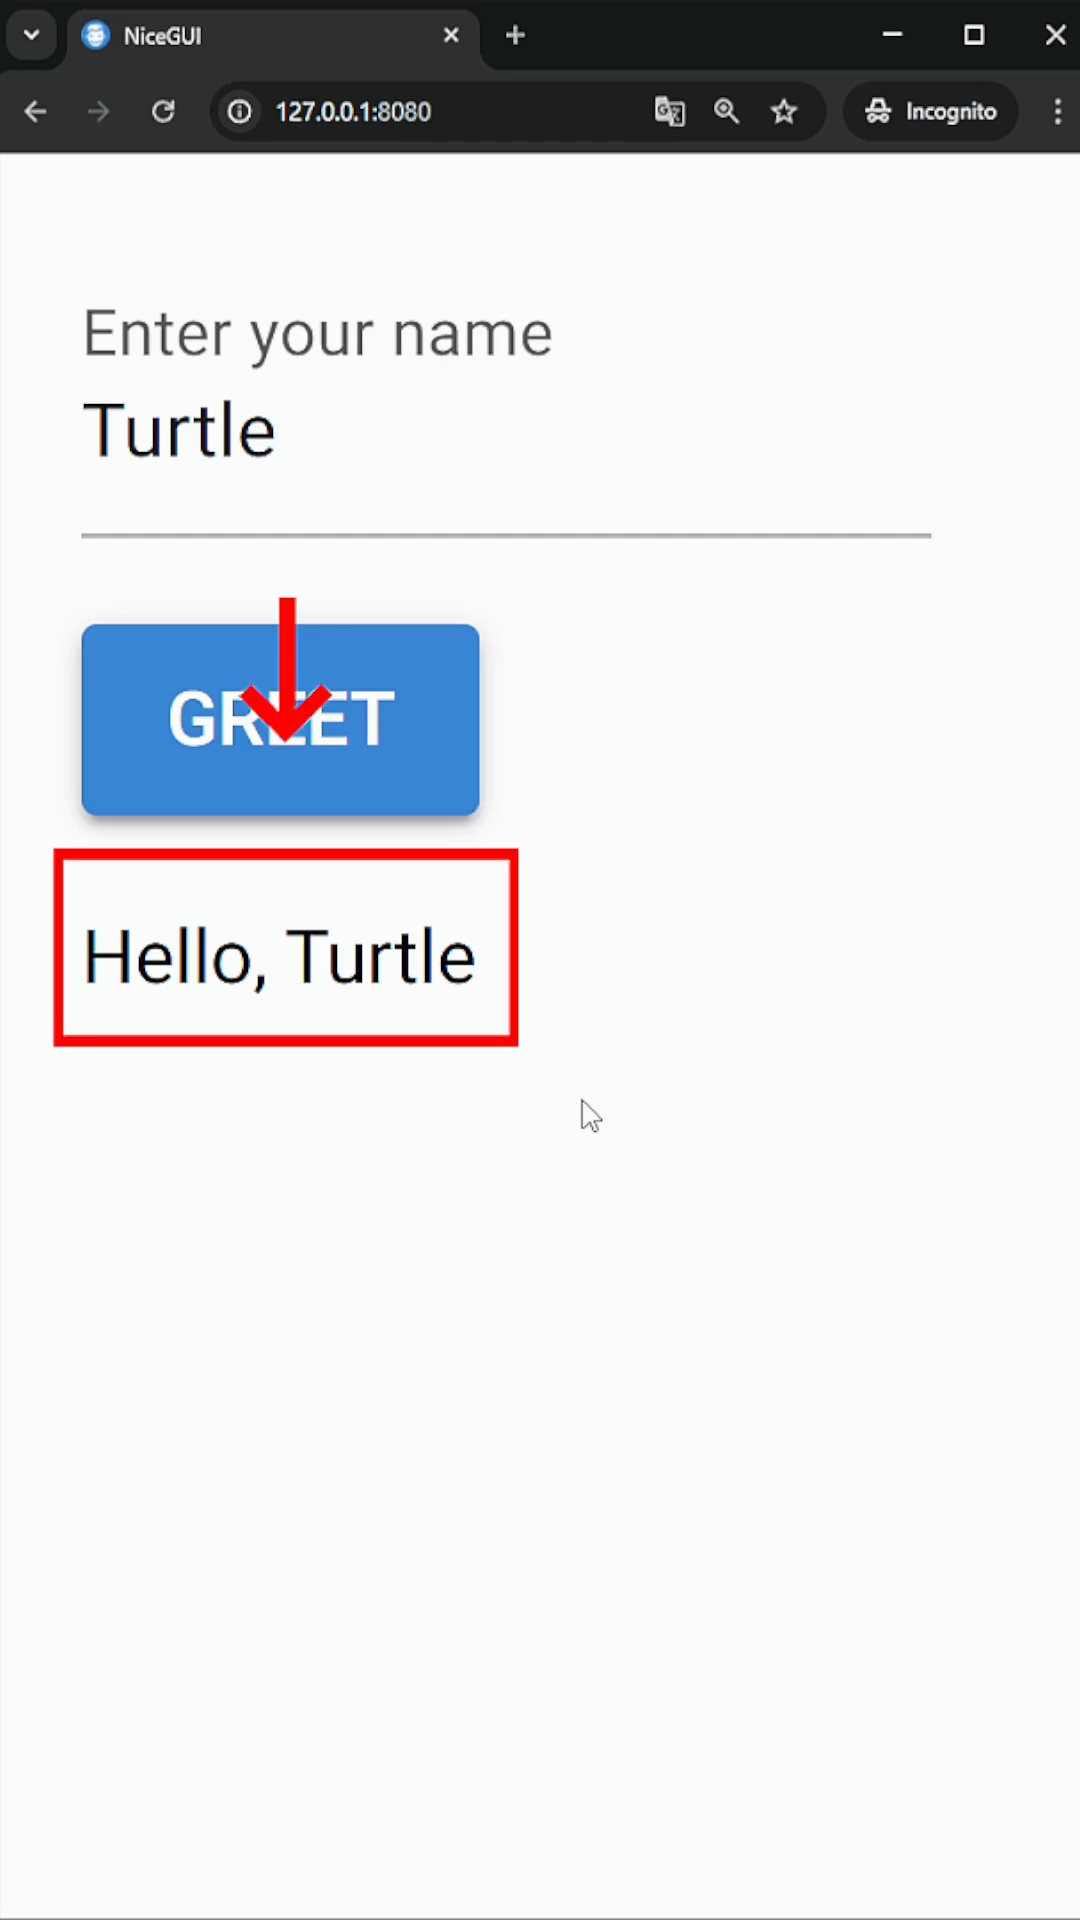 NiceGUI
127.0.0.1:8080
Incognito
Enter your name
Turtle
GREET
Hello, Turtle